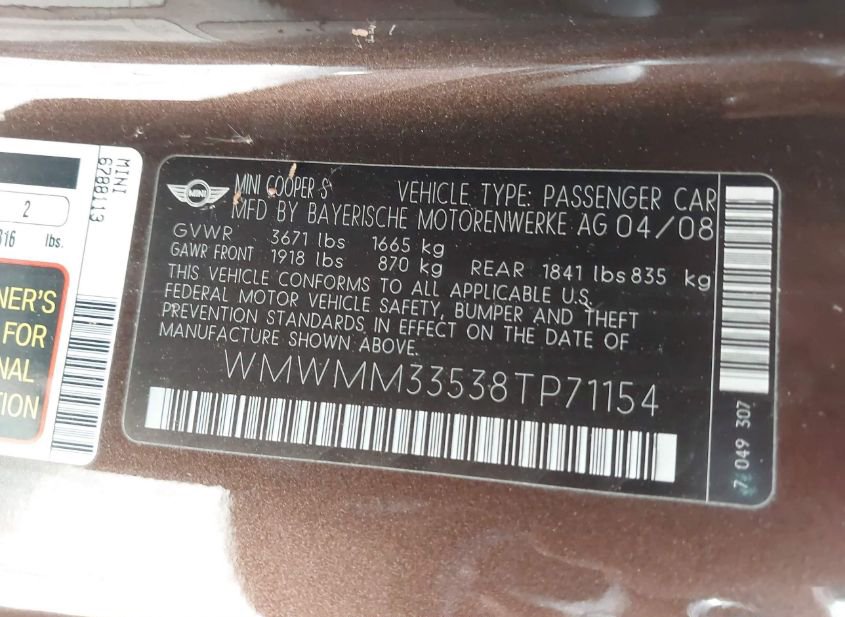 MINI
6788113
2
316 lbs.
NER'S
FOR
NAL
TION
MINI
MINI COOPER S VEHICLE TYPE: PASSENGER CAR
MFD BY BAYERISCHE MOTORENWERKE AG 04/08
GVWR 3671 lbs 1665 kg
GAWR FRONT 1918 lbs 870 kg REAR 1841 lbs 835 kg
THIS VEHICLE CONFORMS TO ALL APPLICABLE U.S.
FEDERAL MOTOR VEHICLE SAFETY, BUMPER AND THEFT
PREVENTION STANDARDS IN EFFECT ON THE DATE OF
MANUFACTURE SHOWN ABOVE.
WMWMM33538TP71154
7 049 307